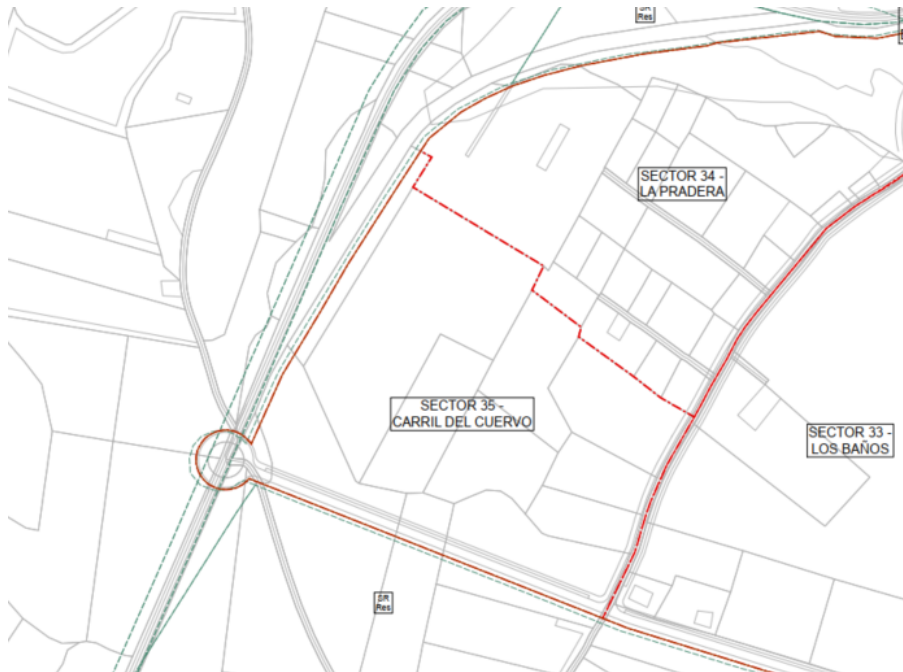 SR
Res
SECTOR 34 -
LA PRADERA
SECTOR 35 -
CARRIL DEL CUERVO
SECTOR 33 -
LOS BAÑOS
SR
Res